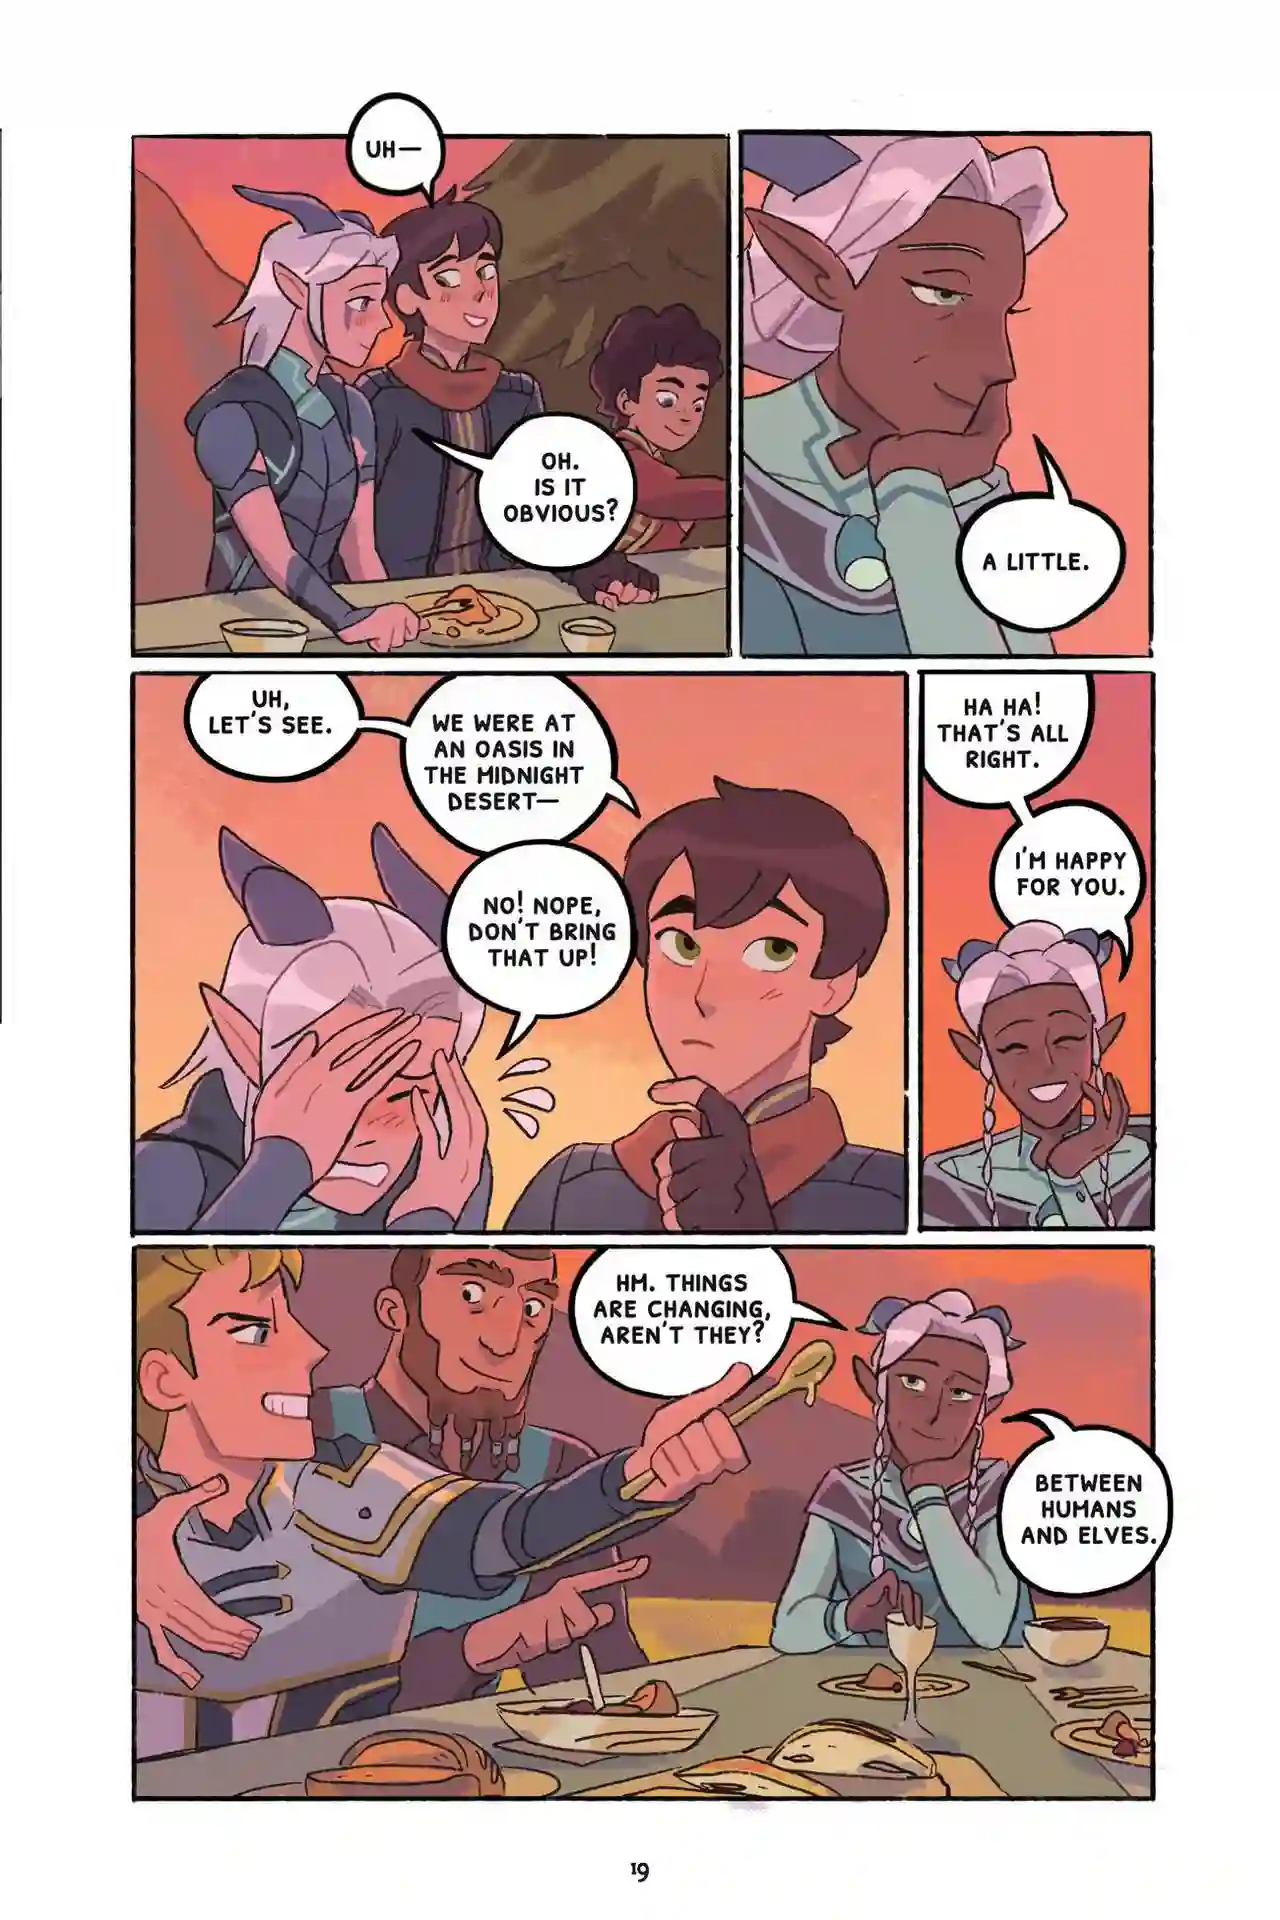 UH—
OH.
IS IT
OBVIOUS?
A LITTLE.
UH,
LET'S SEE.
WE WERE AT
AN OASIS IN
THE MIDNIGHT
DESERT—
NO! NOPE,
DON'T BRING
THAT UP!
HA HA!
THAT'S ALL
RIGHT.
I'M HAPPY
FOR YOU.
HM. THINGS
ARE CHANGING,
AREN'T THEY?
BETWEEN
HUMANS
AND ELVES.
19